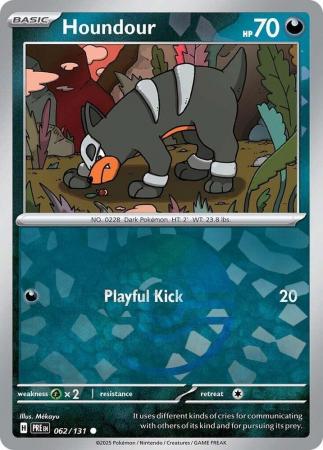 BASIC
Houndour
HP 70
NO. 0228 Dark Pokémon HT: 2' WT: 23.8 lbs.
Playful Kick 20
weakness × 2 resistance retreat
Illus. Mékayu
H PRE EN 062/131
It uses different kinds of cries for communicating
with others of its kind and for pursuing its prey.
©2025 Pokémon / Nintendo / Creatures / GAME FREAK